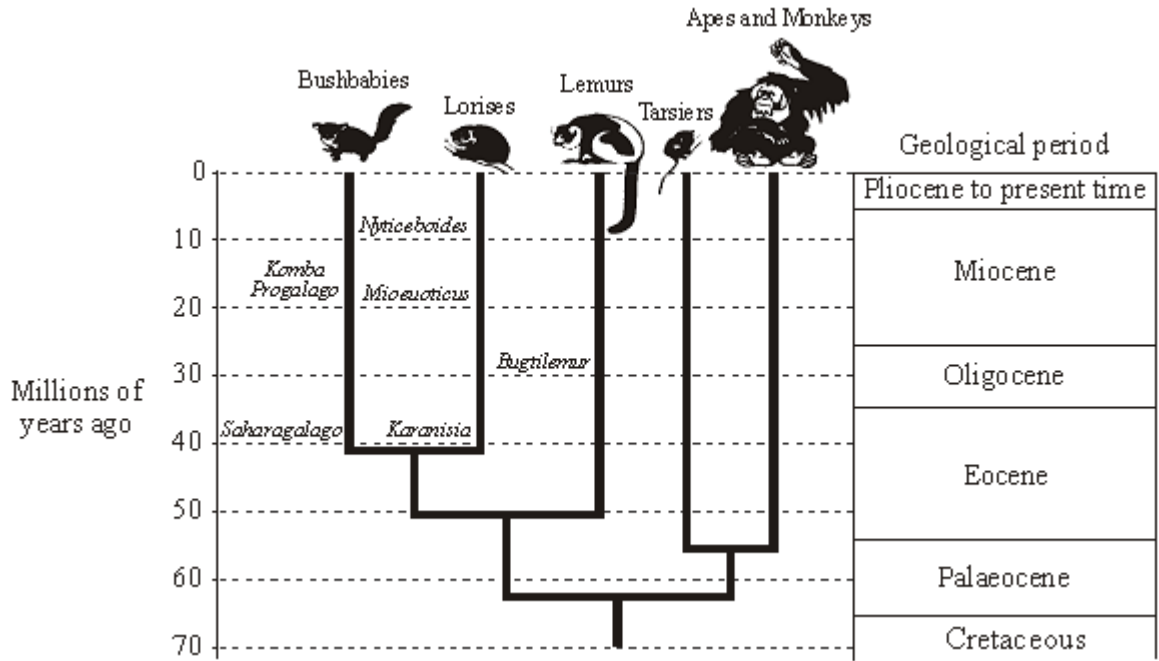 Apes and Monkeys
Bushbabies
Lorises
Lemurs
Tarsiers
Geological period
0
Pliocene to present time
Nyticeboides
10
Komba
Progalago
Mioeuoticus
Miocene
20
Bugtilemur
30
Oligocene
Millions of
years ago
Saharagalago
Karanisia
40
Eocene
50
60
Palaeocene
70
Cretaceous